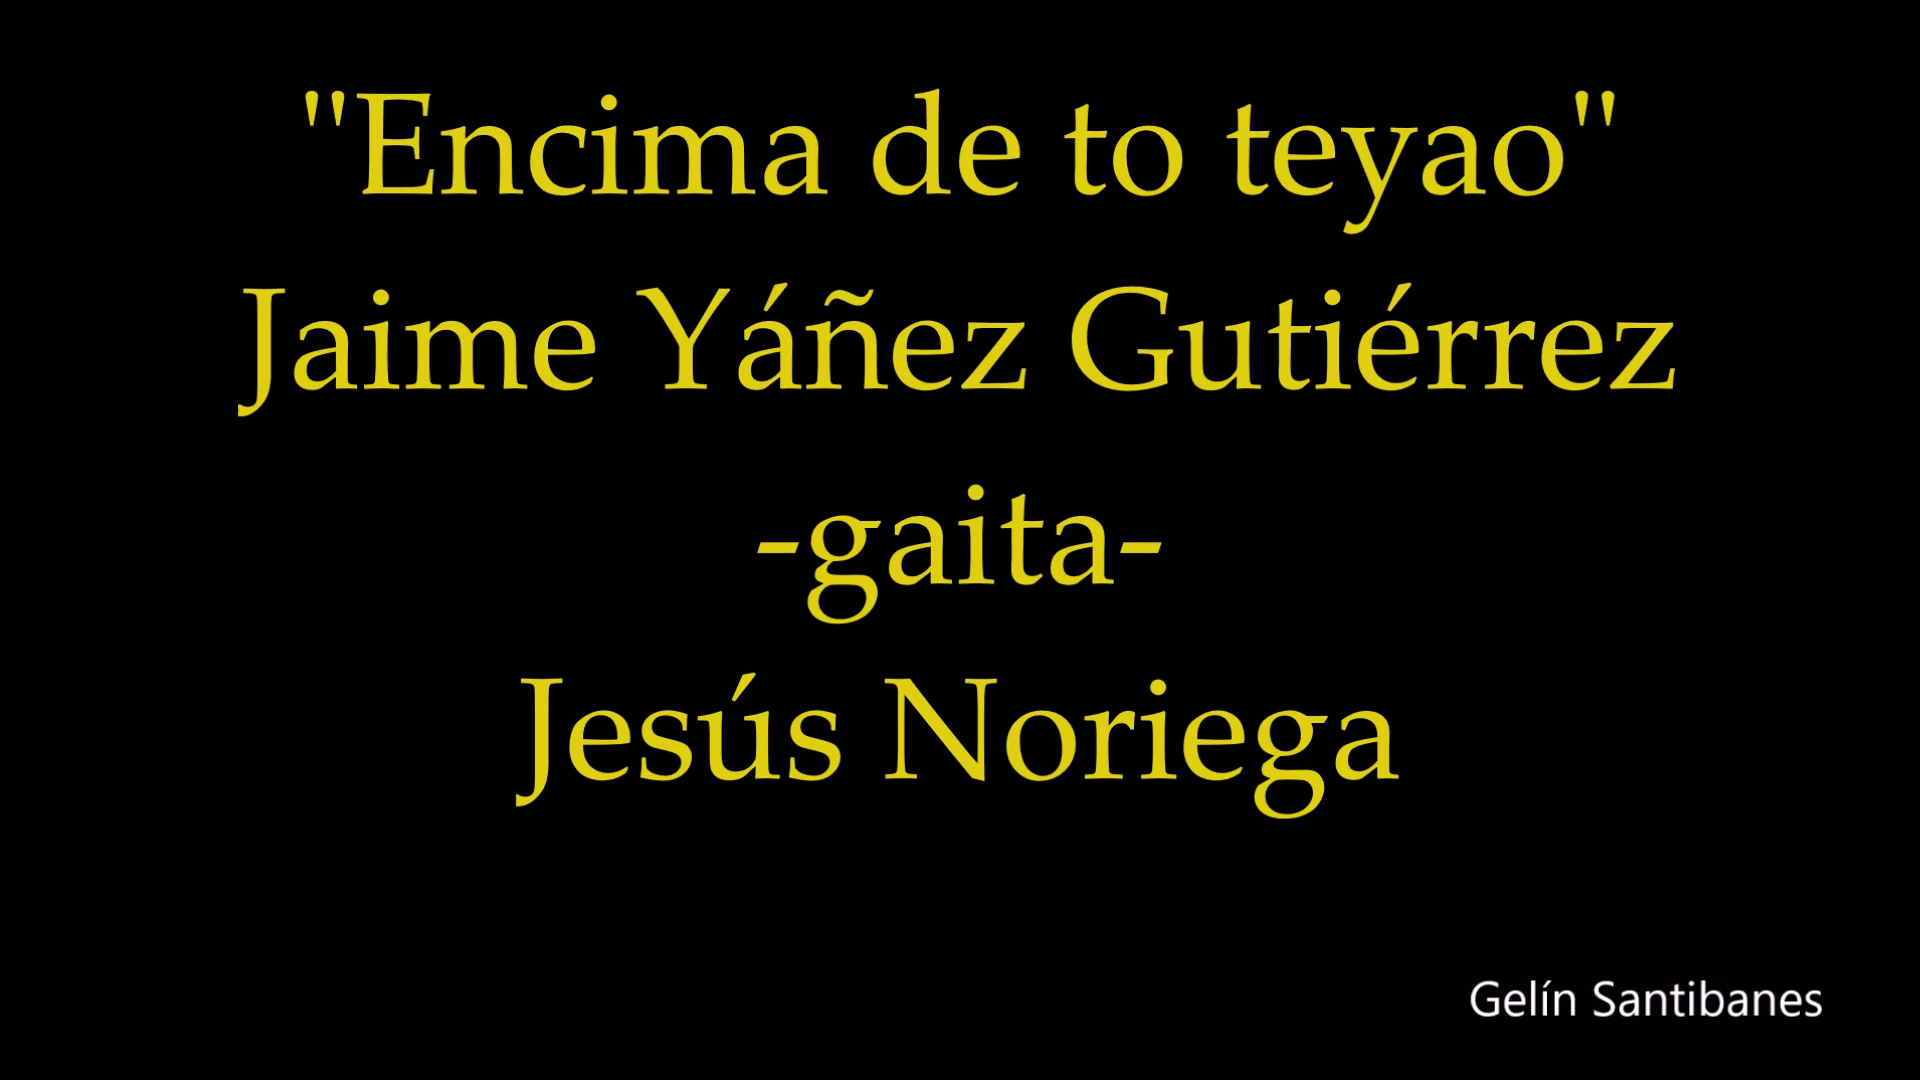 "Encima de to teyao"
Jaime Yáñez Gutiérrez
-gaita-
Jesús Noriega
Gelín Santibanes